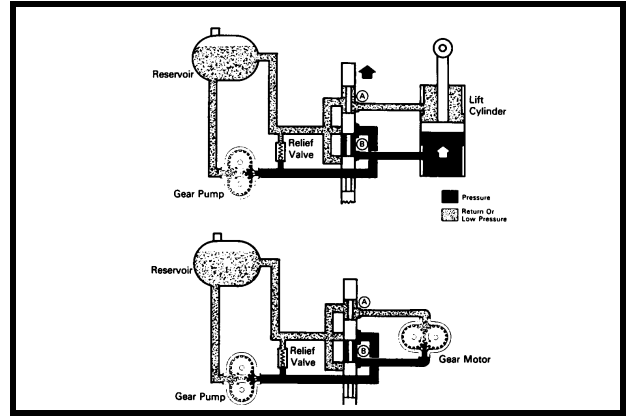 Reservoir
A
Lift
Cylinder
Relief
Valve
B
Gear Pump
Pressure
Return Or
Low Pressure
Reservoir
A
Relief
Valve
B
Gear Motor
Gear Pump